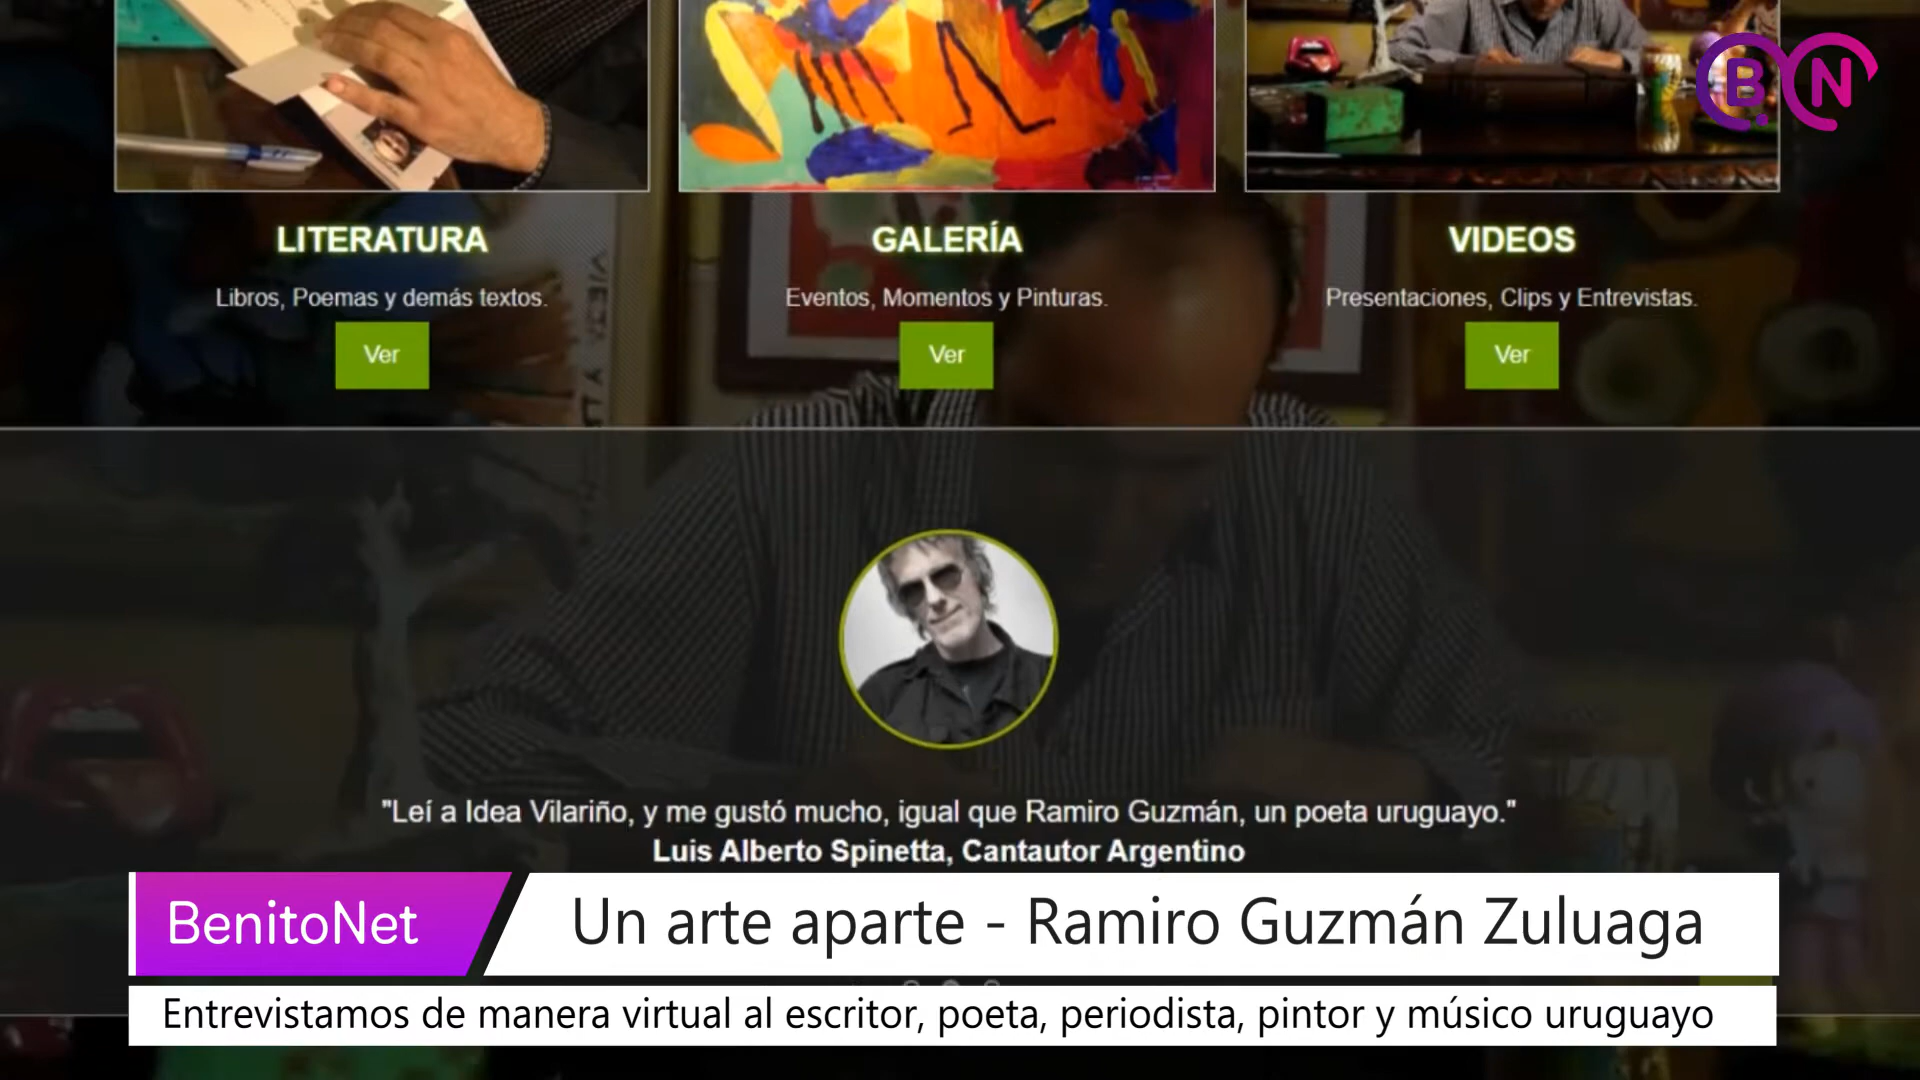 B N
LITERATURA
GALERÍA
VIDEOS
Libros, Poemas y demás textos.
Eventos, Momentos y Pinturas.
Presentaciones, Clips y Entrevistas.
Ver
Ver
Ver
"Leí a Idea Vilariño, y me gustó mucho, igual que Ramiro Guzmán, un poeta uruguayo."
Luis Alberto Spinetta, Cantautor Argentino
BenitoNet
Un arte aparte - Ramiro Guzmán Zuluaga
Entrevistamos de manera virtual al escritor, poeta, periodista, pintor y músico uruguayo